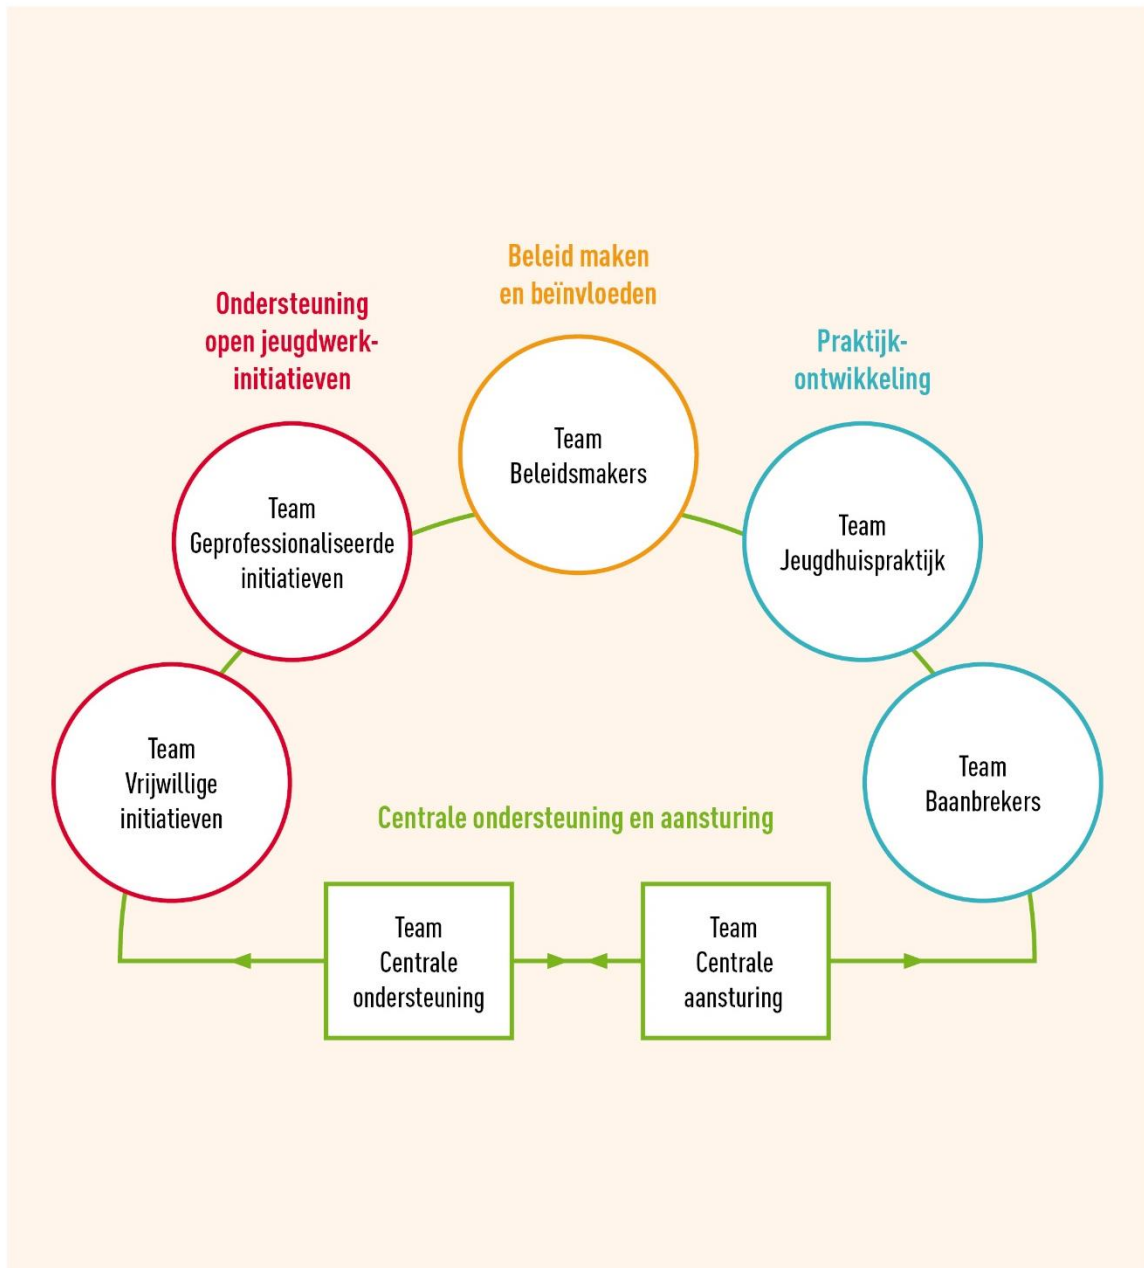 Beleid maken
en beïnvloeden
Ondersteuning
open jeugdwerk-
initiatieven
Praktijk-
ontwikkeling
Team
Beleidsmakers
Team
Geprofessionaliseerde
initiatieven
Team
Jeugdhuispraktijk
Team
Vrijwillige
initiatieven
Team
Baanbrekers
Centrale ondersteuning en aansturing
Team
Centrale
ondersteuning
Team
Centrale
aansturing